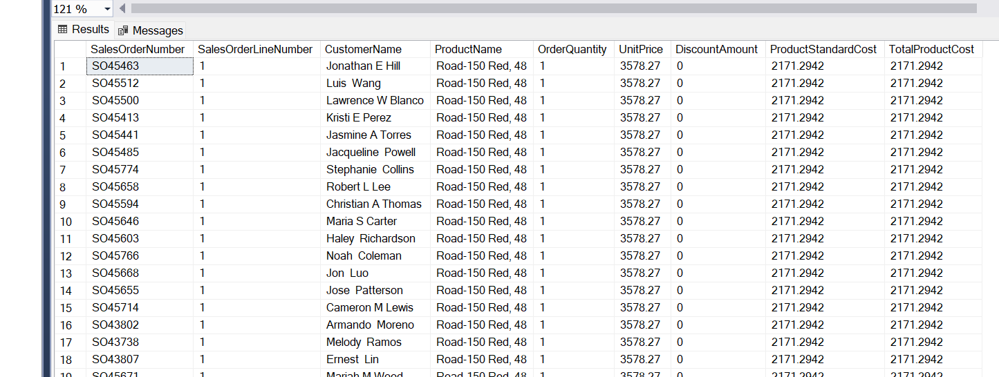 121 %
Results Messages
SalesOrderNumber SalesOrderLineNumber CustomerName ProductName OrderQuantity UnitPrice DiscountAmount ProductStandardCost TotalProductCost
1 SO45463 1 Jonathan E Hill Road-150 Red, 48 1 3578.27 0 2171.2942 2171.2942
2 SO45512 1 Luis  Wang Road-150 Red, 48 1 3578.27 0 2171.2942 2171.2942
3 SO45500 1 Lawrence W Blanco Road-150 Red, 48 1 3578.27 0 2171.2942 2171.2942
4 SO45413 1 Kristi E Perez Road-150 Red, 48 1 3578.27 0 2171.2942 2171.2942
5 SO45441 1 Jasmine A Torres Road-150 Red, 48 1 3578.27 0 2171.2942 2171.2942
6 SO45485 1 Jacqueline  Powell Road-150 Red, 48 1 3578.27 0 2171.2942 2171.2942
7 SO45774 1 Stephanie  Collins Road-150 Red, 48 1 3578.27 0 2171.2942 2171.2942
8 SO45658 1 Robert L Lee Road-150 Red, 48 1 3578.27 0 2171.2942 2171.2942
9 SO45594 1 Christian A Thomas Road-150 Red, 48 1 3578.27 0 2171.2942 2171.2942
10 SO45646 1 Maria S Carter Road-150 Red, 48 1 3578.27 0 2171.2942 2171.2942
11 SO45603 1 Haley  Richardson Road-150 Red, 48 1 3578.27 0 2171.2942 2171.2942
12 SO45766 1 Noah  Coleman Road-150 Red, 48 1 3578.27 0 2171.2942 2171.2942
13 SO45668 1 Jon  Luo Road-150 Red, 48 1 3578.27 0 2171.2942 2171.2942
14 SO45655 1 Jose  Patterson Road-150 Red, 48 1 3578.27 0 2171.2942 2171.2942
15 SO45714 1 Cameron M Lewis Road-150 Red, 48 1 3578.27 0 2171.2942 2171.2942
16 SO43802 1 Armando  Moreno Road-150 Red, 48 1 3578.27 0 2171.2942 2171.2942
17 SO43738 1 Melody  Ramos Road-150 Red, 48 1 3578.27 0 2171.2942 2171.2942
18 SO43807 1 Ernest  Lin Road-150 Red, 48 1 3578.27 0 2171.2942 2171.2942
19 SO45671 1 Mariah M Wood Road-150 Red, 48 1 3578.27 0 2171.2942 2171.2942